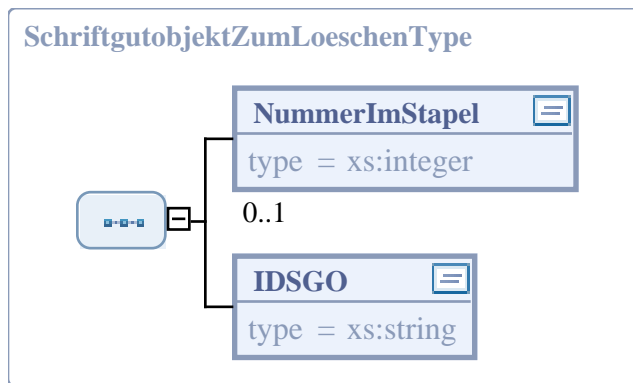 SchriftgutobjektZumLoeschenType
NummerImStapel
type = xs:integer
0..1
IDSGO
type = xs:string